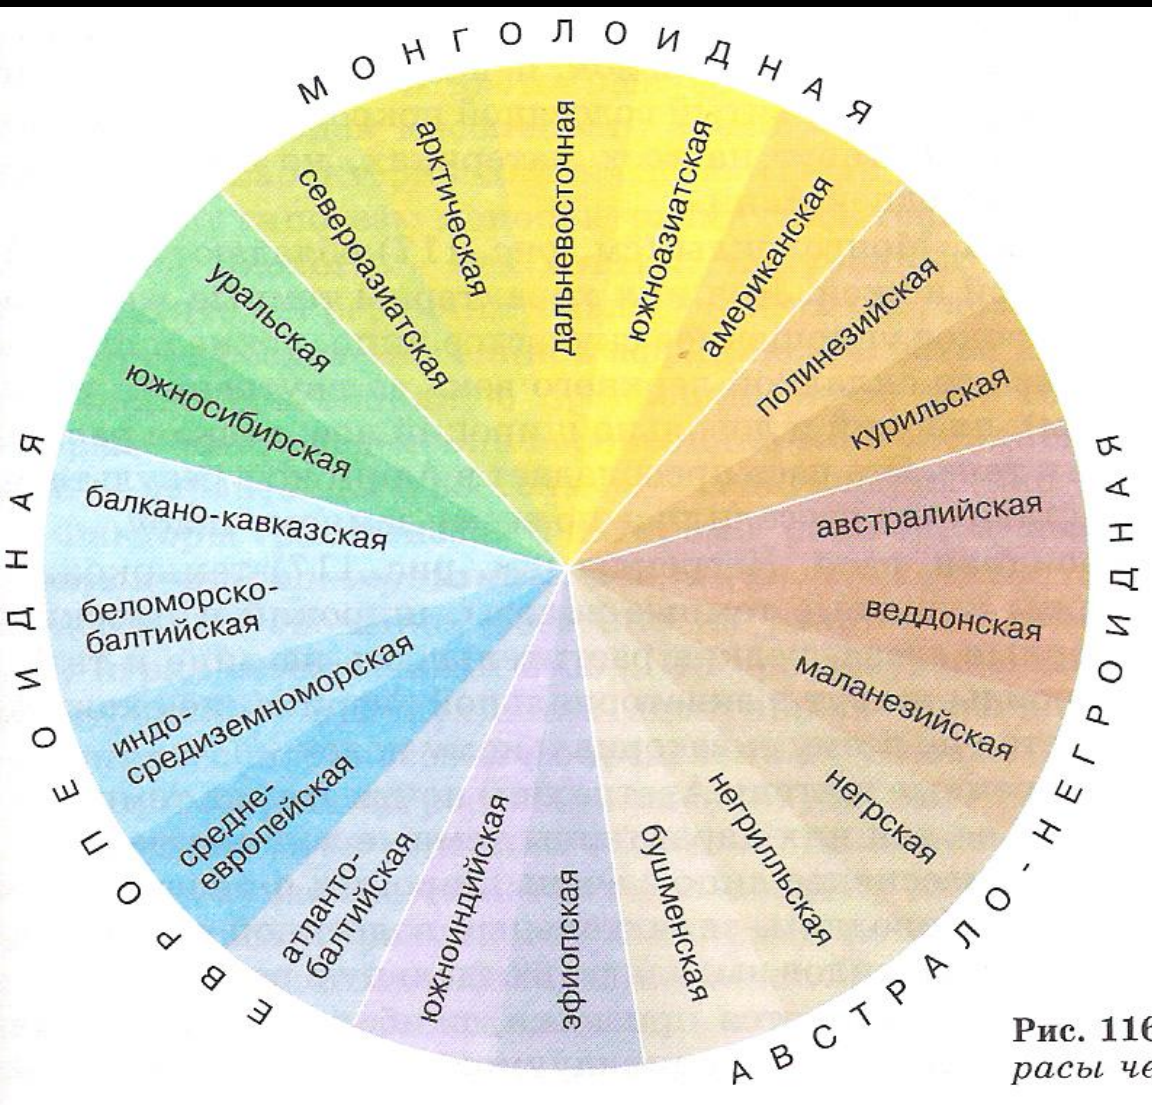 МОНГОЛОИДНАЯ
североазиатская
арктическая
дальневосточная
южноазиатская
американская
полинезийская
курильская
АВСТРАЛО-НЕГРОИДНАЯ
австралийская
веддонская
маланезийская
негрская
негрилльская
бушменская
эфиопская
южноиндийская
ЕВРОПЕОИДНАЯ
атланто-
балтийская
средне-
европейская
индо-
средиземноморская
беломорско-
балтийская
балкано-кавказская
южносибирская
уральская
Рис. 116
расы че